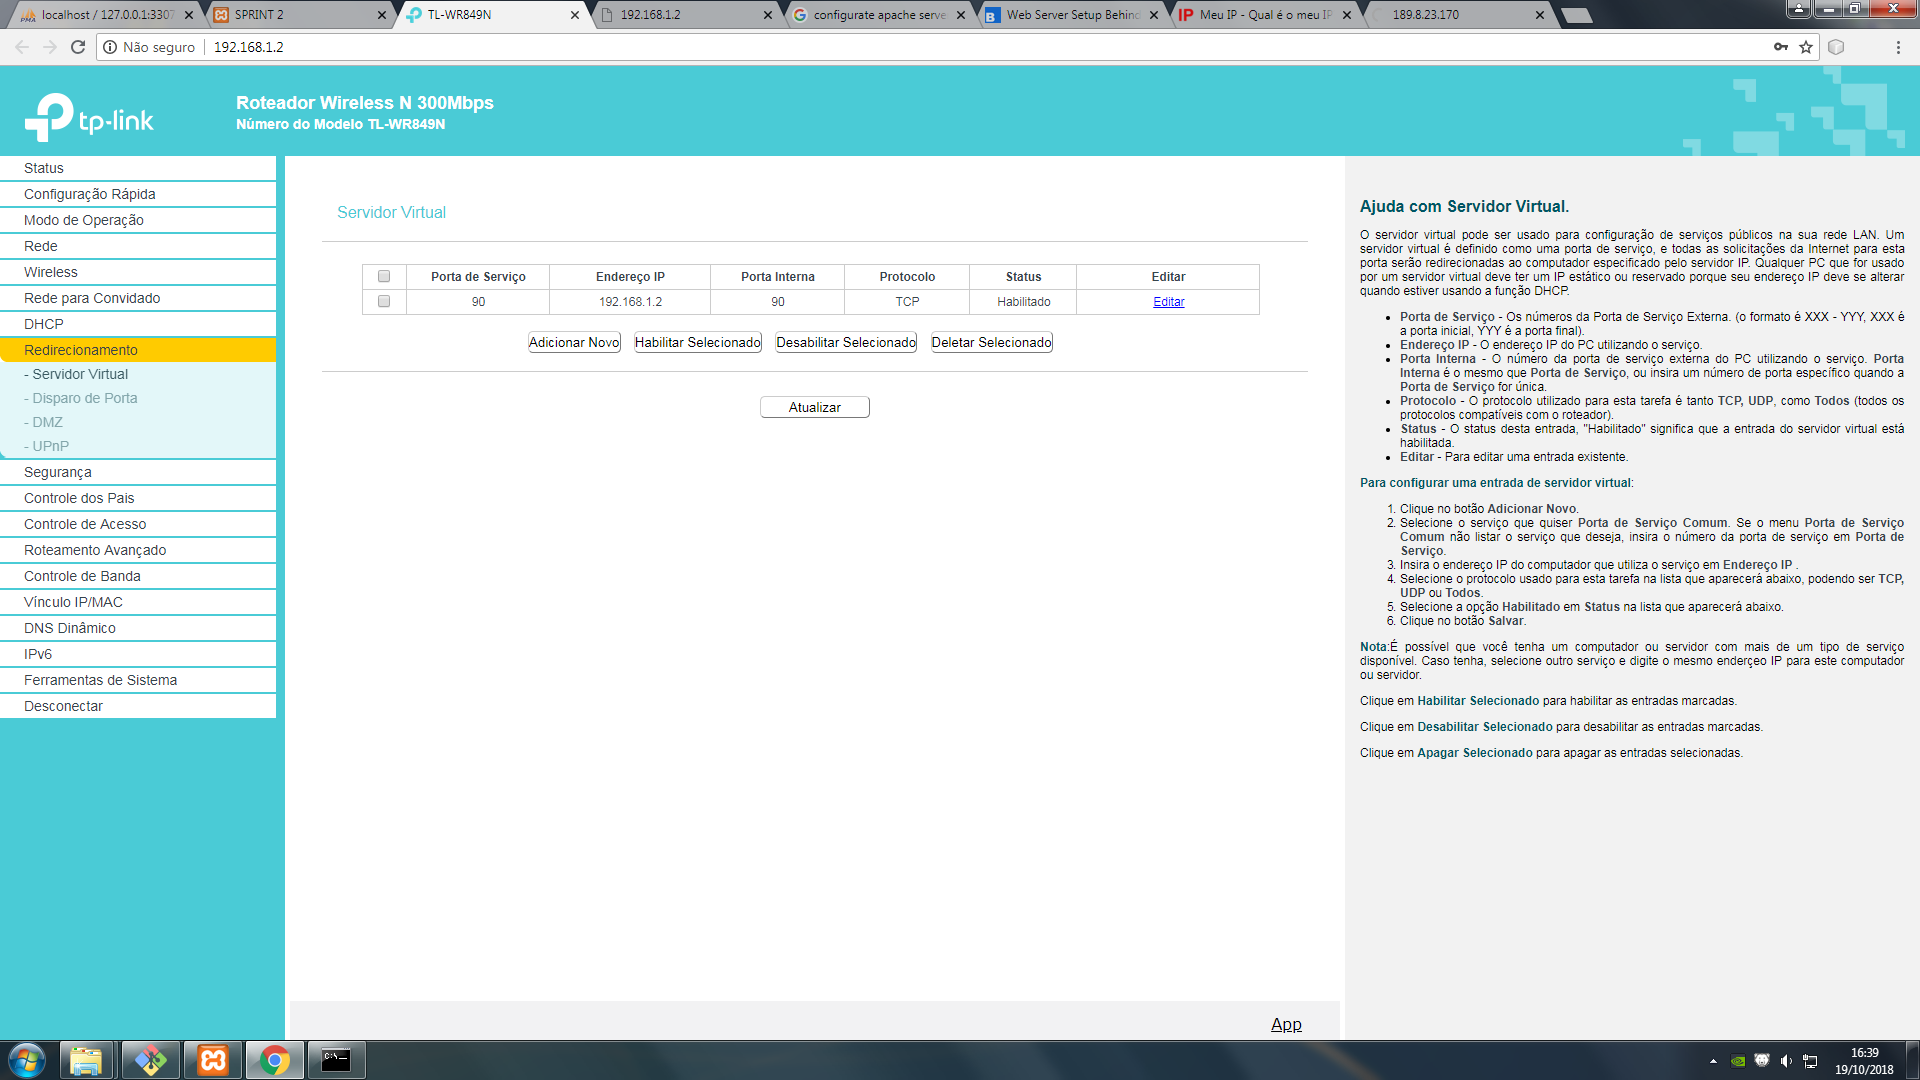 localhost / 127.0.0.1:3307
SPRINT 2
TL-WR849N
192.168.1.2
configurate apache serve
Web Server Setup Behin
Meu IP - Qual é o meu IP
189.8.23.170
Não seguro
192.168.1.2
tp-link
Roteador Wireless N 300Mbps
Número do Modelo TL-WR849N
Status
Configuração Rápida
Modo de Operação
Rede
Wireless
Rede para Convidado
DHCP
Redirecionamento
- Servidor Virtual
- Disparo de Porta
- DMZ
- UPnP
Segurança
Controle dos Pais
Controle de Acesso
Roteamento Avançado
Controle de Banda
Vínculo IP/MAC
DNS Dinâmico
IPv6
Ferramentas de Sistema
Desconectar
Servidor Virtual
Porta de Serviço Endereço IP Porta Interna Protocolo Status Editar
90 192.168.1.2 90 TCP Habilitado Editar
Adicionar Novo Habilitar Selecionado Desabilitar Selecionado Deletar Selecionado
Atualizar
App
Ajuda com Servidor Virtual.
O servidor virtual pode ser usado para configuração de serviços públicos na sua rede LAN. Um
servidor virtual é definido como uma porta de serviço, e todas as solicitações da Internet para esta
porta serão redirecionadas ao computador especificado pelo servidor IP. Qualquer PC que for usado
por um servidor virtual deve ter um IP estático ou reservado porque seu endereço IP deve se alterar
quando estiver usando a função DHCP.
• Porta de Serviço - Os números da Porta de Serviço Externa. (o formato é XXX - YYY, XXX é
a porta inicial, YYY é a porta final).
• Endereço IP - O endereço IP do PC utilizando o serviço.
• Porta Interna - O número da porta de serviço externa do PC utilizando o serviço. Porta
Interna é o mesmo que Porta de Serviço, ou insira um número de porta específico quando a
Porta de Serviço for única.
• Protocolo - O protocolo utilizado para esta tarefa é tanto TCP, UDP, como Todos (todos os
protocolos compatíveis com o roteador).
• Status - O status desta entrada, "Habilitado" significa que a entrada do servidor virtual está
habilitada.
• Editar - Para editar uma entrada existente.
Para configurar uma entrada de servidor virtual:
1. Clique no botão Adicionar Novo.
2. Selecione o serviço que quiser Porta de Serviço Comum. Se o menu Porta de Serviço
Comum não listar o serviço que deseja, insira o número da porta de serviço em Porta de
Serviço.
3. Insira o endereço IP do computador que utiliza o serviço em Endereço IP .
4. Selecione o protocolo usado para esta tarefa na lista que aparecerá abaixo, podendo ser TCP,
UDP ou Todos.
5. Selecione a opção Habilitado em Status na lista que aparecerá abaixo.
6. Clique no botão Salvar.
Nota:É possível que você tenha um computador ou servidor com mais de um tipo de serviço
disponível. Caso tenha, selecione outro serviço e digite o mesmo enderçeo IP para este computador
ou servidor.
Clique em Habilitar Selecionado para habilitar as entradas marcadas.
Clique em Desabilitar Selecionado para desabilitar as entradas marcadas.
Clique em Apagar Selecionado para apagar as entradas selecionadas.
16:39
19/10/2018